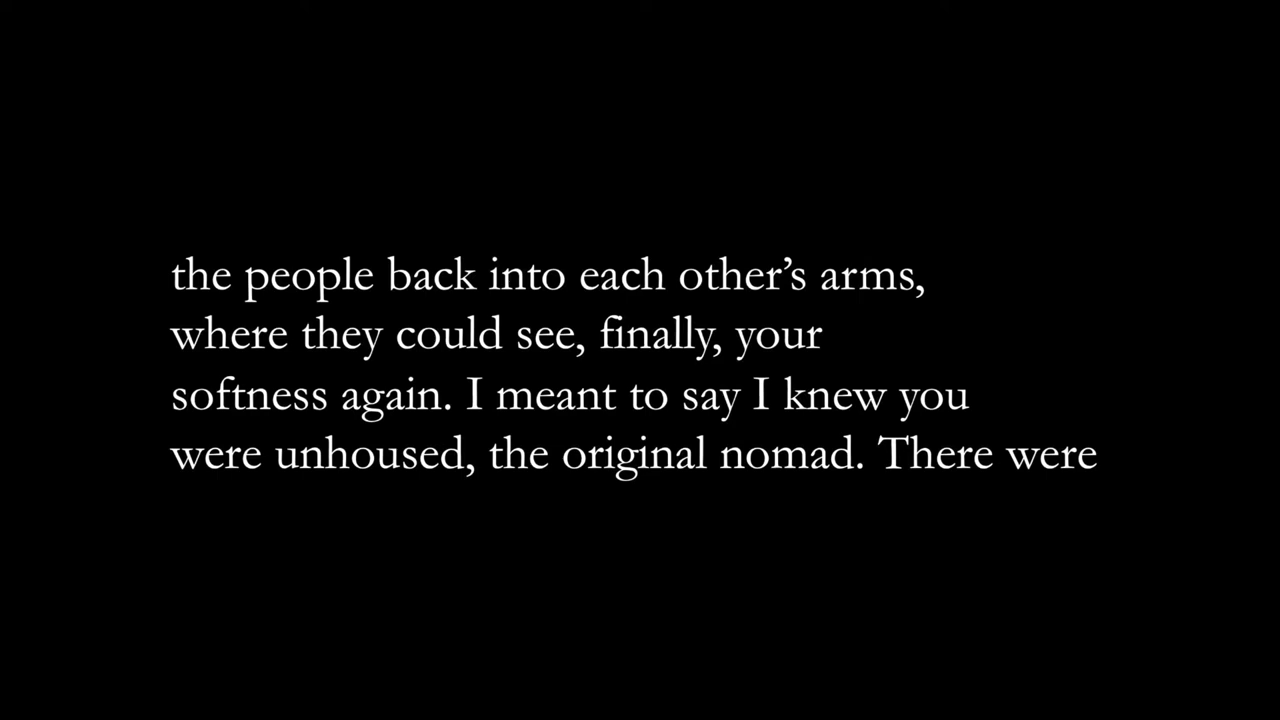 the people back into each other’s arms,
where they could see, finally, your
softness again. I meant to say I knew you
were unhoused, the original nomad. There were